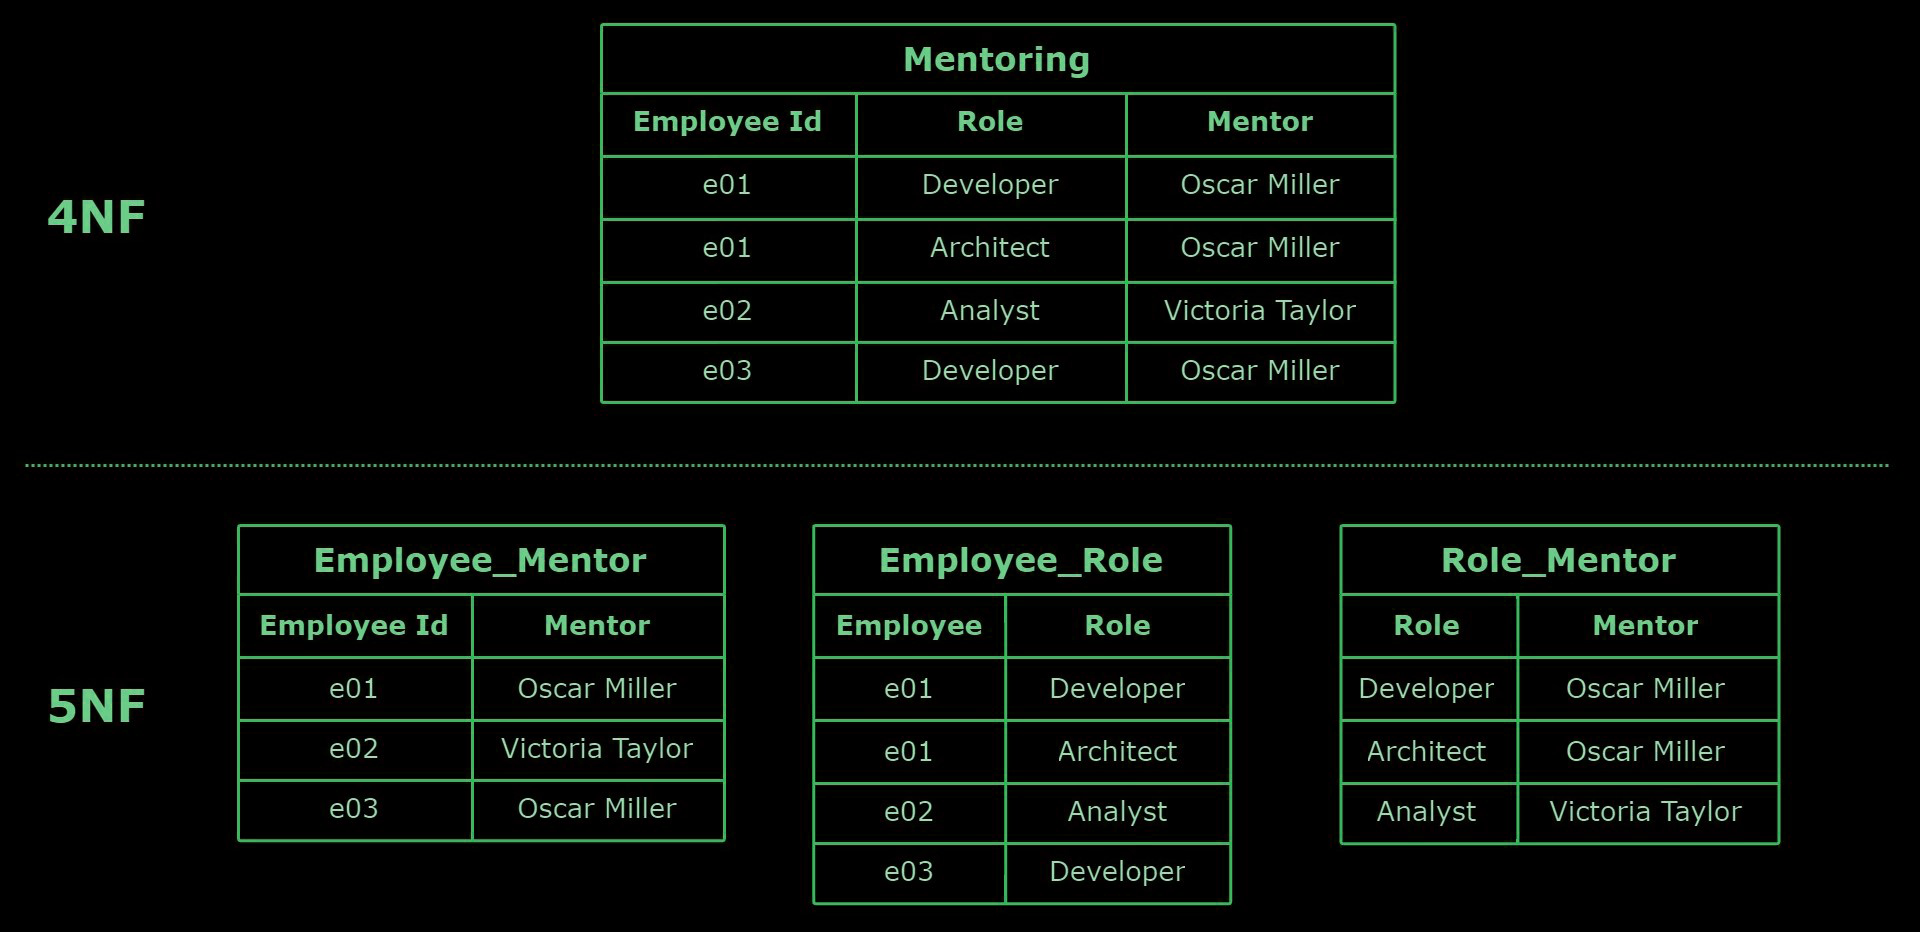 Mentoring
Employee Id Role Mentor
e01 Developer Oscar Miller
e01 Architect Oscar Miller
4NF
e02 Analyst Victoria Taylor
e03 Developer Oscar Miller
Employee_Mentor
Employee Id Mentor
e01 Oscar Miller
e02 Victoria Taylor
e03 Oscar Miller
Employee_Role
Employee Role
e01 Developer
e01 Architect
e02 Analyst
e03 Developer
Role_Mentor
Role Mentor
Developer Oscar Miller
Architect Oscar Miller
Analyst Victoria Taylor
5NF